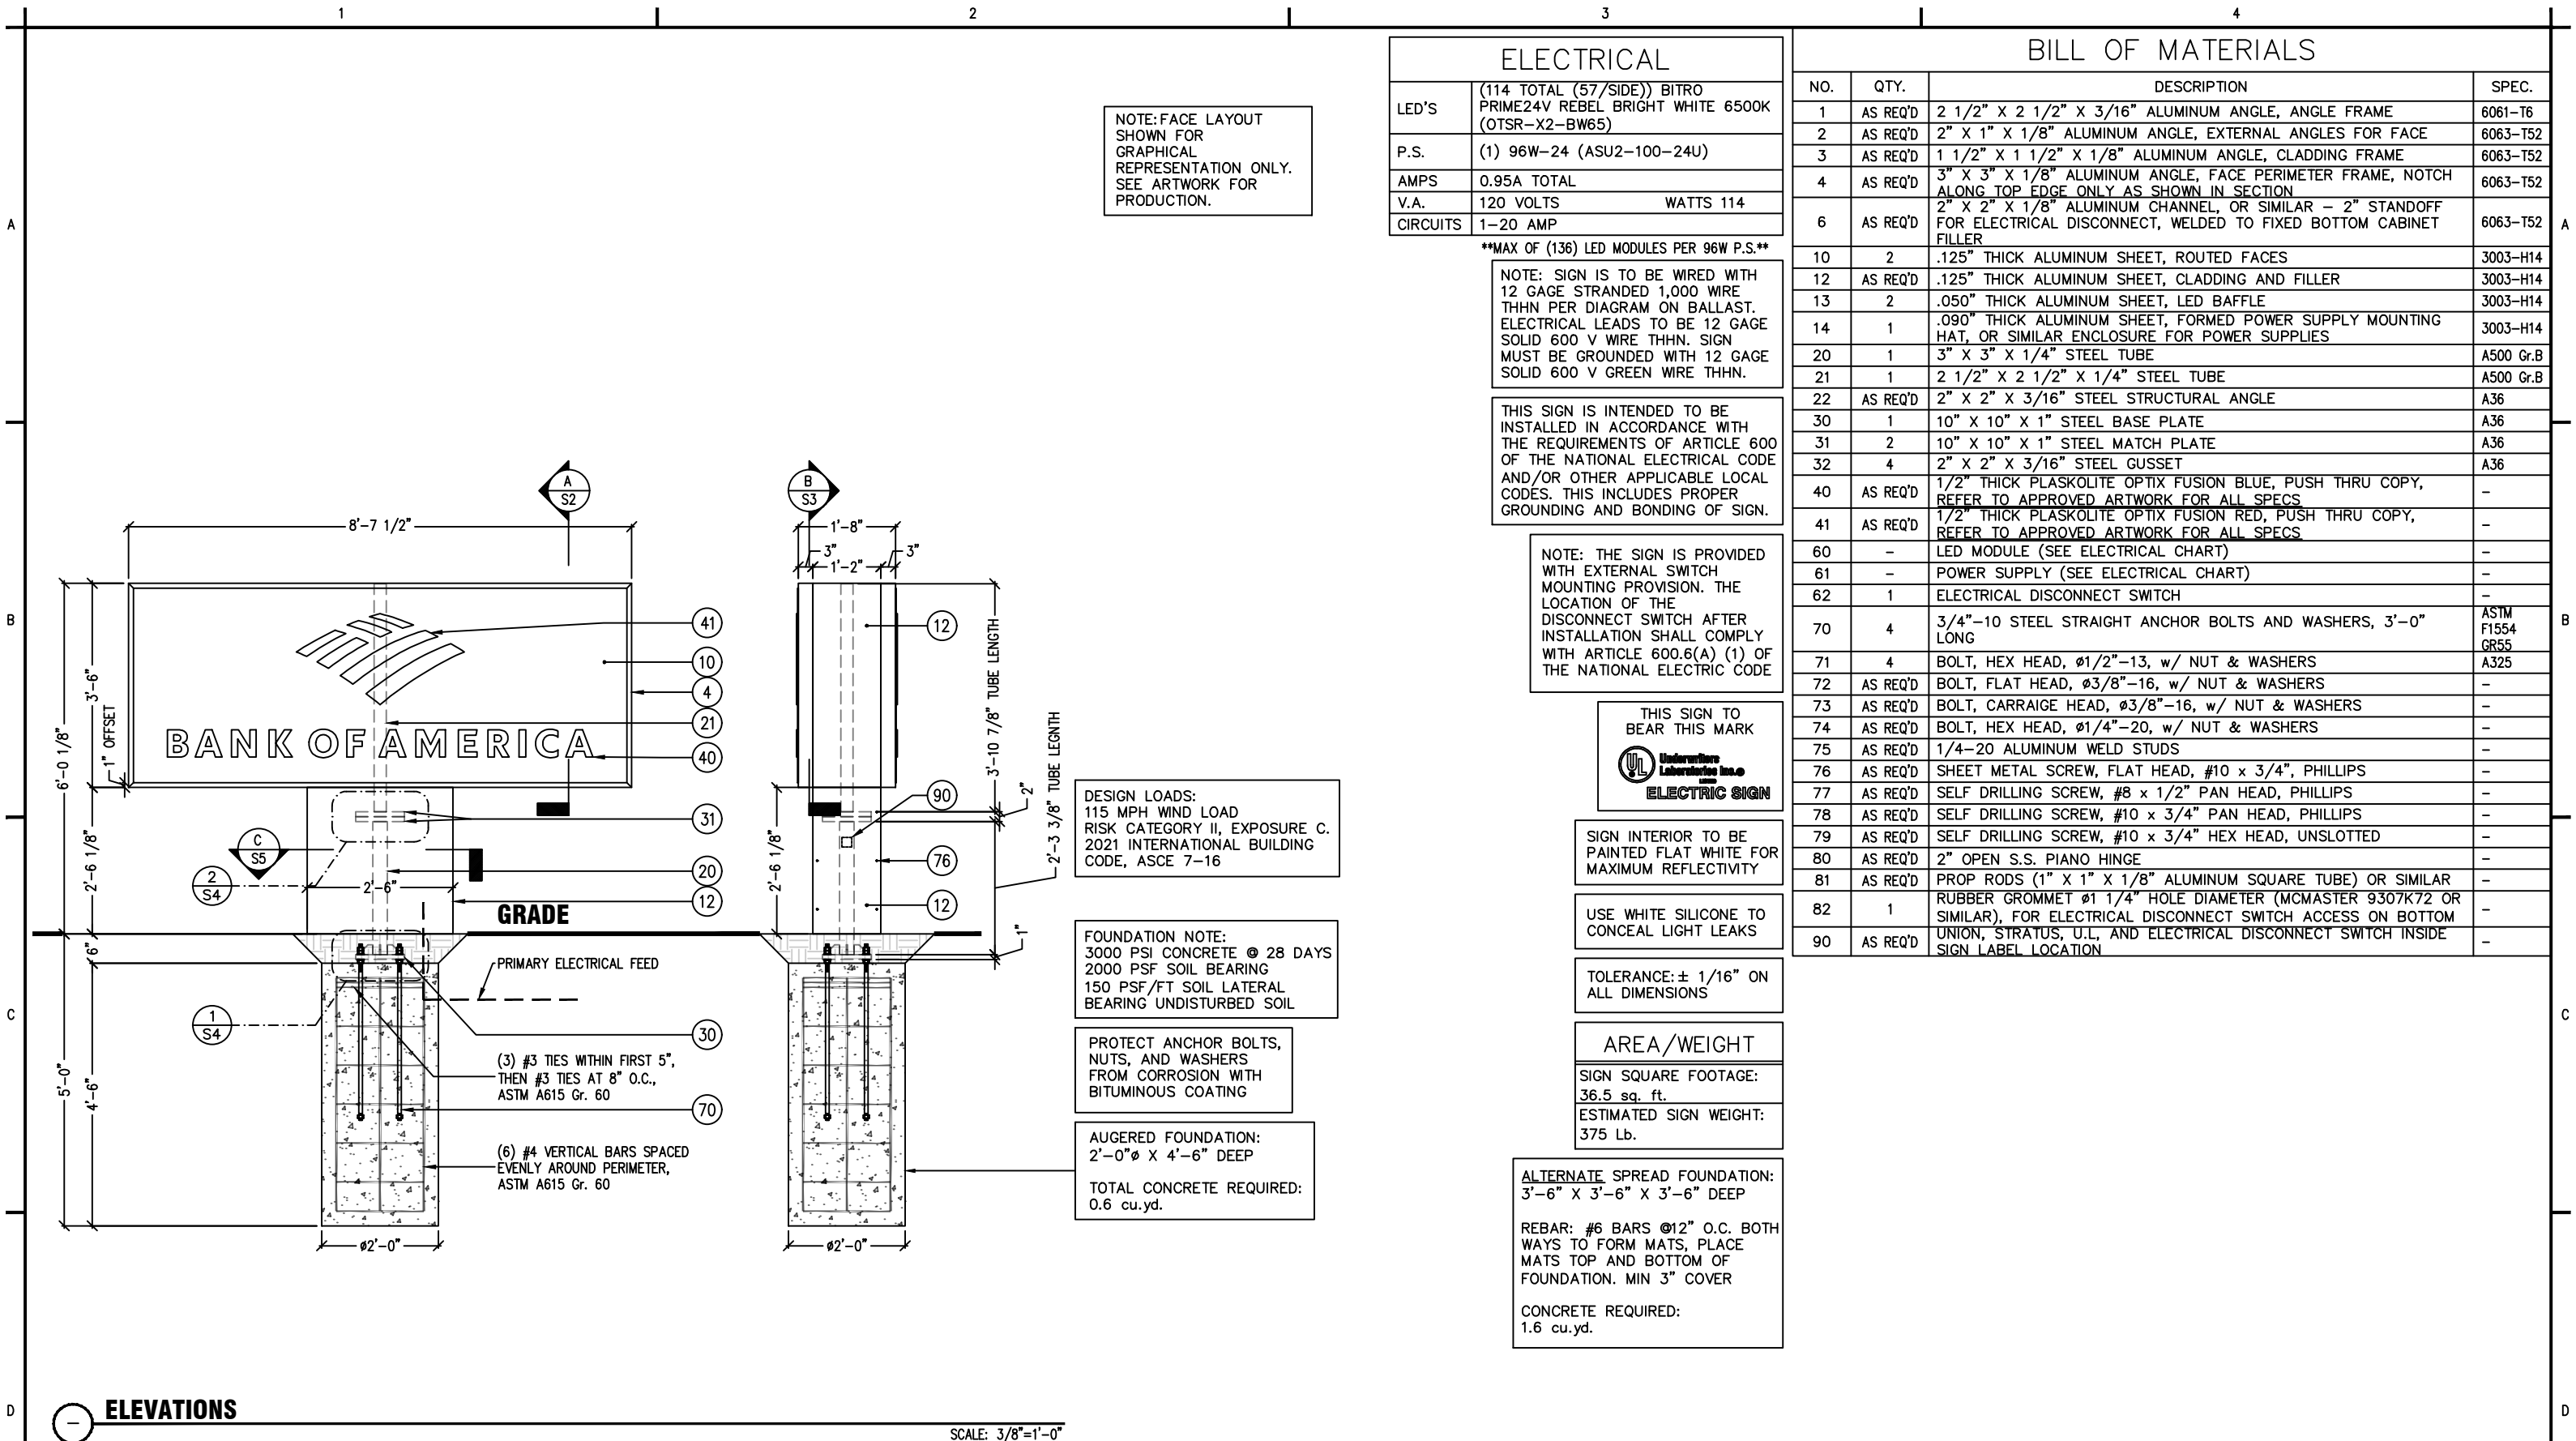 1
2
3
4
A
B
C
D
A
B
C
D
NOTE: FACE LAYOUT
SHOWN FOR
GRAPHICAL
REPRESENTATION ONLY.
SEE ARTWORK FOR
PRODUCTION.
ELECTRICAL
LED'S
(114 TOTAL (57/SIDE)) BITRO
PRIME24V REBEL BRIGHT WHITE 6500K
(OTSR-X2-BW65)
P.S. (1) 96W-24 (ASU2-100-24U)
AMPS 0.95A TOTAL
V.A. 120 VOLTS WATTS 114
CIRCUITS 1-20 AMP
**MAX OF (136) LED MODULES PER 96W P.S.**
NOTE: SIGN IS TO BE WIRED WITH
12 GAGE STRANDED 1,000 WIRE
THHN PER DIAGRAM ON BALLAST.
ELECTRICAL LEADS TO BE 12 GAGE
SOLID 600 V WIRE THHN. SIGN
MUST BE GROUNDED WITH 12 GAGE
SOLID 600 V GREEN WIRE THHN.
THIS SIGN IS INTENDED TO BE
INSTALLED IN ACCORDANCE WITH
THE REQUIREMENTS OF ARTICLE 600
OF THE NATIONAL ELECTRICAL CODE
AND/OR OTHER APPLICABLE LOCAL
CODES. THIS INCLUDES PROPER
GROUNDING AND BONDING OF SIGN.
NOTE: THE SIGN IS PROVIDED
WITH EXTERNAL SWITCH
MOUNTING PROVISION. THE
LOCATION OF THE
DISCONNECT SWITCH AFTER
INSTALLATION SHALL COMPLY
WITH ARTICLE 600.6(A) (1) OF
THE NATIONAL ELECTRIC CODE
THIS SIGN TO
BEAR THIS MARK
UL
Underwriters
Laboratories Inc.®
LISTED
ELECTRIC SIGN
SIGN INTERIOR TO BE
PAINTED FLAT WHITE FOR
MAXIMUM REFLECTIVITY
USE WHITE SILICONE TO
CONCEAL LIGHT LEAKS
TOLERANCE: ± 1/16" ON
ALL DIMENSIONS
AREA/WEIGHT
SIGN SQUARE FOOTAGE:
36.5 sq. ft.
ESTIMATED SIGN WEIGHT:
375 Lb.
ALTERNATE SPREAD FOUNDATION:
3'-6" X 3'-6" X 3'-6" DEEP
REBAR: #6 BARS @12" O.C. BOTH
WAYS TO FORM MATS, PLACE
MATS TOP AND BOTTOM OF
FOUNDATION. MIN 3" COVER
CONCRETE REQUIRED:
1.6 cu.yd.
BILL OF MATERIALS
NO. QTY. DESCRIPTION SPEC.
1 AS REQ'D 2 1/2" X 2 1/2" X 3/16" ALUMINUM ANGLE, ANGLE FRAME 6061-T6
2 AS REQ'D 2" X 1" X 1/8" ALUMINUM ANGLE, EXTERNAL ANGLES FOR FACE 6063-T52
3 AS REQ'D 1 1/2" X 1 1/2" X 1/8" ALUMINUM ANGLE, CLADDING FRAME 6063-T52
4 AS REQ'D 3" X 3" X 1/8" ALUMINUM ANGLE, FACE PERIMETER FRAME, NOTCH
ALONG TOP EDGE ONLY AS SHOWN IN SECTION 6063-T52
6 AS REQ'D 2" X 2" X 1/8" ALUMINUM CHANNEL, OR SIMILAR - 2" STANDOFF
FOR ELECTRICAL DISCONNECT, WELDED TO FIXED BOTTOM CABINET
FILLER 6063-T52
10 2 .125" THICK ALUMINUM SHEET, ROUTED FACES 3003-H14
12 AS REQ'D .125" THICK ALUMINUM SHEET, CLADDING AND FILLER 3003-H14
13 2 .050" THICK ALUMINUM SHEET, LED BAFFLE 3003-H14
14 1 .090" THICK ALUMINUM SHEET, FORMED POWER SUPPLY MOUNTING
HAT, OR SIMILAR ENCLOSURE FOR POWER SUPPLIES 3003-H14
20 1 3" X 3" X 1/4" STEEL TUBE A500 Gr.B
21 1 2 1/2" X 2 1/2" X 1/4" STEEL TUBE A500 Gr.B
22 AS REQ'D 2" X 2" X 3/16" STEEL STRUCTURAL ANGLE A36
30 1 10" X 10" X 1" STEEL BASE PLATE A36
31 2 10" X 10" X 1" STEEL MATCH PLATE A36
32 4 2" X 2" X 3/16" STEEL GUSSET A36
40 AS REQ'D 1/2" THICK PLASKOLITE OPTIX FUSION BLUE, PUSH THRU COPY,
REFER TO APPROVED ARTWORK FOR ALL SPECS -
41 AS REQ'D 1/2" THICK PLASKOLITE OPTIX FUSION RED, PUSH THRU COPY,
REFER TO APPROVED ARTWORK FOR ALL SPECS -
60 - LED MODULE (SEE ELECTRICAL CHART) -
61 - POWER SUPPLY (SEE ELECTRICAL CHART) -
62 1 ELECTRICAL DISCONNECT SWITCH -
70 4 3/4"-10 STEEL STRAIGHT ANCHOR BOLTS AND WASHERS, 3'-0"
LONG ASTM F1554 GR55
71 4 BOLT, HEX HEAD, ø1/2"-13, w/ NUT & WASHERS A325
72 AS REQ'D BOLT, FLAT HEAD, ø3/8"-16, w/ NUT & WASHERS -
73 AS REQ'D BOLT, CARRAIGE HEAD, ø3/8"-16, w/ NUT & WASHERS -
74 AS REQ'D BOLT, HEX HEAD, ø1/4"-20, w/ NUT & WASHERS -
75 AS REQ'D 1/4-20 ALUMINUM WELD STUDS -
76 AS REQ'D SHEET METAL SCREW, FLAT HEAD, #10 x 3/4", PHILLIPS -
77 AS REQ'D SELF DRILLING SCREW, #8 x 1/2" PAN HEAD, PHILLIPS -
78 AS REQ'D SELF DRILLING SCREW, #10 x 3/4" PAN HEAD, PHILLIPS -
79 AS REQ'D SELF DRILLING SCREW, #10 x 3/4" HEX HEAD, UNSLOTTED -
80 AS REQ'D 2" OPEN S.S. PIANO HINGE -
81 AS REQ'D PROP RODS (1" X 1" X 1/8" ALUMINUM SQUARE TUBE) OR SIMILAR -
82 1 RUBBER GROMMET ø1 1/4" HOLE DIAMETER (MCMASTER 9307K72 OR
SIMILAR), FOR ELECTRICAL DISCONNECT SWITCH ACCESS ON BOTTOM -
90 AS REQ'D UNION, STRATUS, U.L, AND ELECTRICAL DISCONNECT SWITCH INSIDE
SIGN LABEL LOCATION -
A
S2
B
S3
8'-7 1/2"
1'-8"
3"
3"
1'-2"
6'-0 1/8"
3'-6"
1" OFFSET
2'-6 1/8"
BANK OF AMERICA
41
10
4
21
40
31
20
12
C
S5
2
S4
2'-6"
GRADE
12
3'-10 7/8" TUBE LENGTH
2"
2'-3 3/8" TUBE LEGNTH
1"
90
76
12
2'-6 1/8"
6"
5'-0"
4'-6"
1
S4
PRIMARY ELECTRICAL FEED
30
(3) #3 TIES WITHIN FIRST 5",
THEN #3 TIES AT 8" O.C.,
ASTM A615 Gr. 60
70
(6) #4 VERTICAL BARS SPACED
EVENLY AROUND PERIMETER,
ASTM A615 Gr. 60
ø2'-0"
ø2'-0"
DESIGN LOADS:
115 MPH WIND LOAD
RISK CATEGORY II, EXPOSURE C.
2021 INTERNATIONAL BUILDING
CODE, ASCE 7-16
FOUNDATION NOTE:
3000 PSI CONCRETE @ 28 DAYS
2000 PSF SOIL BEARING
150 PSF/FT SOIL LATERAL
BEARING UNDISTURBED SOIL
PROTECT ANCHOR BOLTS,
NUTS, AND WASHERS
FROM CORROSION WITH
BITUMINOUS COATING
AUGERED FOUNDATION:
2'-0"ø X 4'-6" DEEP
TOTAL CONCRETE REQUIRED:
0.6 cu.yd.
-
ELEVATIONS
SCALE: 3/8"=1'-0"